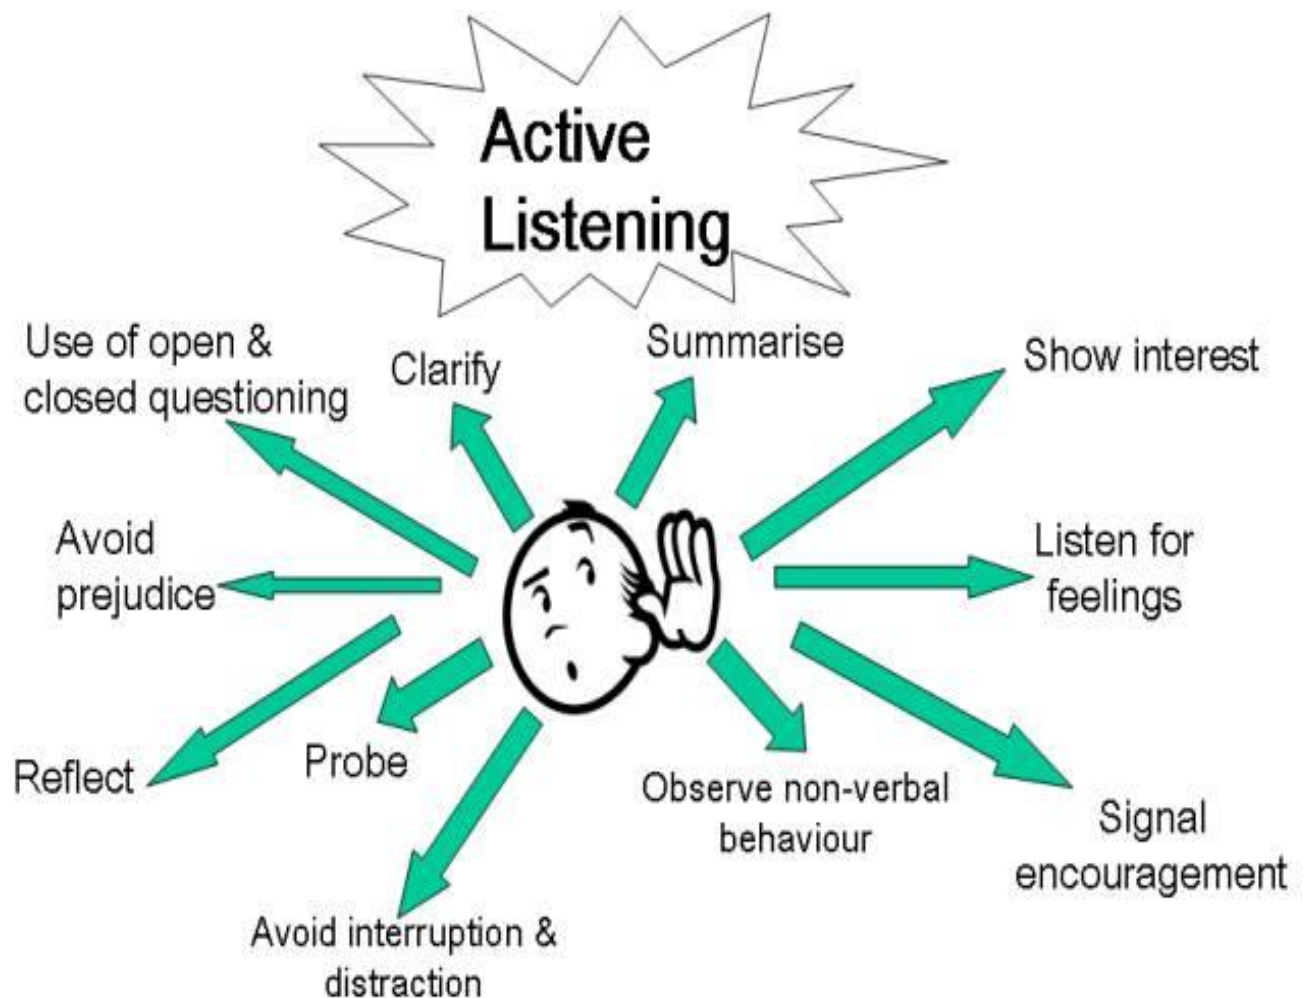 Active
Listening
Use of open &
closed questioning
Clarify
Summarise
Show interest
Avoid
prejudice
Listen for
feelings
Reflect
Probe
Observe non-verbal
behaviour
Signal
encouragement
Avoid interruption &
distraction